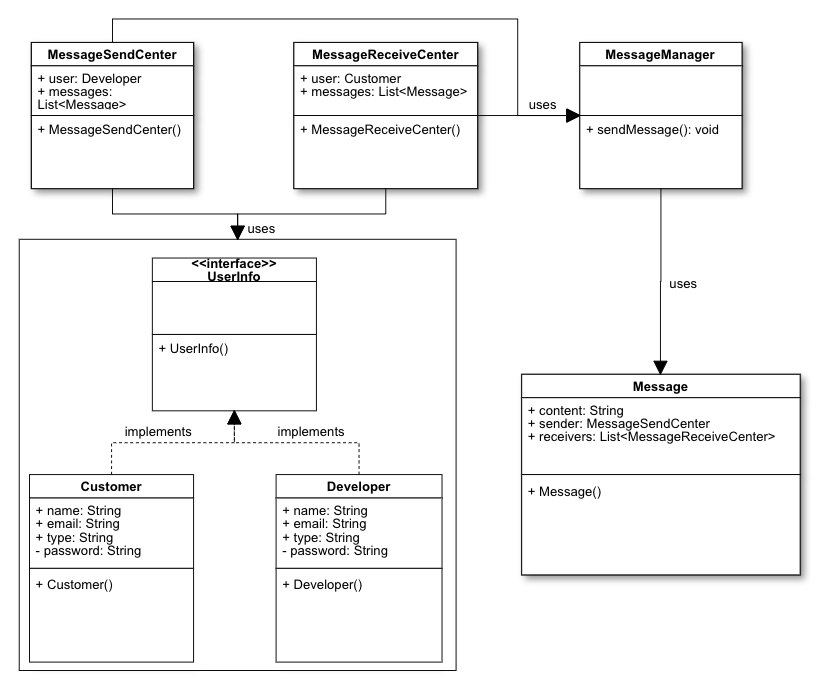 MessageSendCenter
+ user: Developer
+ messages:
List<Message>
+ MessageSendCenter()
MessageReceiveCenter
+ user: Customer
+ messages: List<Message>
+ MessageReceiveCenter()
uses
MessageManager
+ sendMessage(): void
uses
uses
<<interface>>
UserInfo
+ UserInfo()
implements
implements
Customer
+ name: String
+ email: String
+ type: String
- password: String
+ Customer()
Developer
+ name: String
+ email: String
+ type: String
- password: String
+ Developer()
Message
+ content: String
+ sender: MessageSendCenter
+ receivers: List<MessageReceiveCenter>
+ Message()